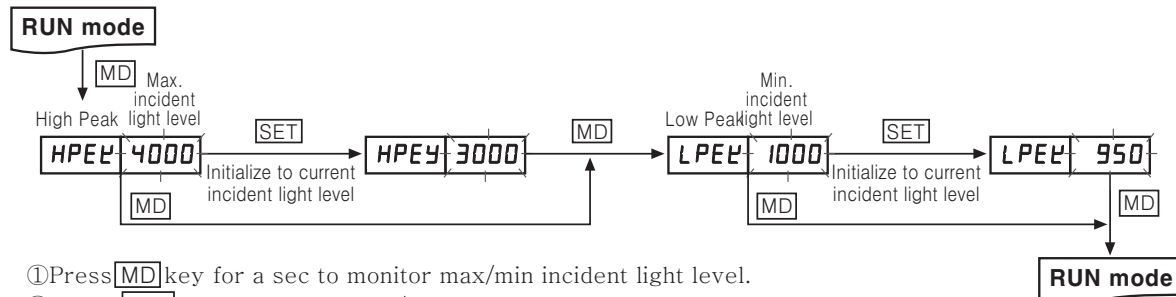 RUN mode
MD
Max.
incident
High Peak light level
HPEK 4000
SET
Initialize to current
incident light level
MD
HPEY 3000
MD
Min.
incident
Low Peak light level
LPEK 1000
SET
Initialize to current
incident light level
MD
LPEK 950
MD
RUN mode
①Press MD key for a sec to monitor max/min incident light level.